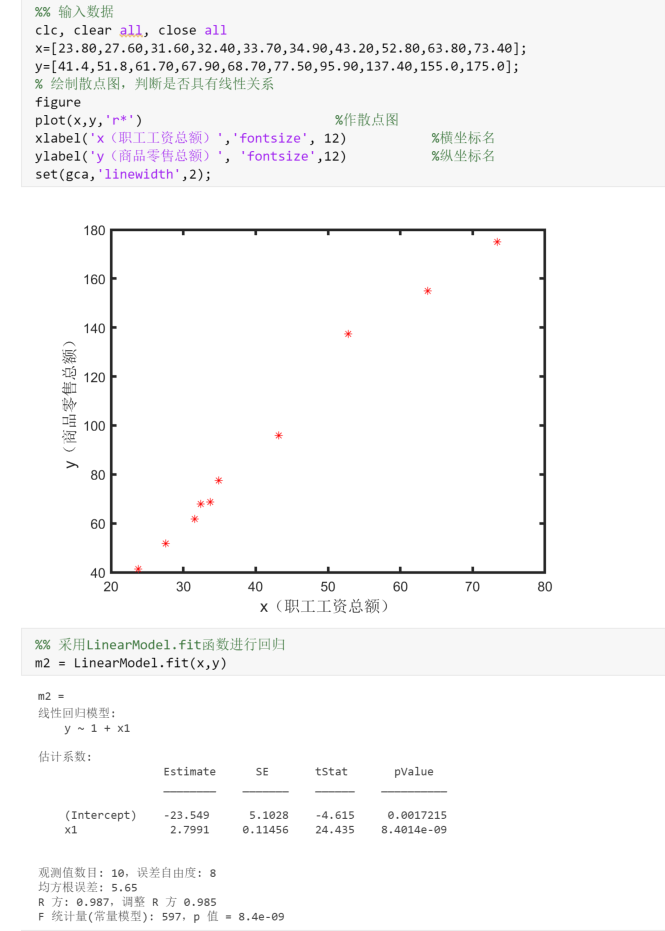 %% 输入数据
clc, clear all, close all
x=[23.80,27.60,31.60,32.40,33.70,34.90,43.20,52.80,63.80,73.40];
y=[41.4,51.8,61.70,67.90,68.70,77.50,95.90,137.40,155.0,175.0];
% 绘制散点图，判断是否具有线性关系
figure
plot(x,y,'r*') %作散点图
xlabel('x（职工工资总额）','fontsize', 12) %横坐标名
ylabel('y（商品零售总额）', 'fontsize',12) %纵坐标名
set(gca,'linewidth',2);
180
160
140
120
100
80
60
40
y（商品零售总额）
20 30 40 50 60 70 80
x（职工工资总额）
%% 采用LinearModel.fit函数进行回归
m2 = LinearModel.fit(x,y)
m2 =
线性回归模型:
y ~ 1 + x1
估计系数:
Estimate SE tStat pValue
(Intercept) -23.549 5.1028 -4.615 0.0017215
x1 2.7991 0.11456 24.435 8.4014e-09
观测值数目: 10，误差自由度: 8
均方根误差: 5.65
R 方: 0.987，调整 R 方 0.985
F 统计量(常量模型): 597，p 值 = 8.4e-09